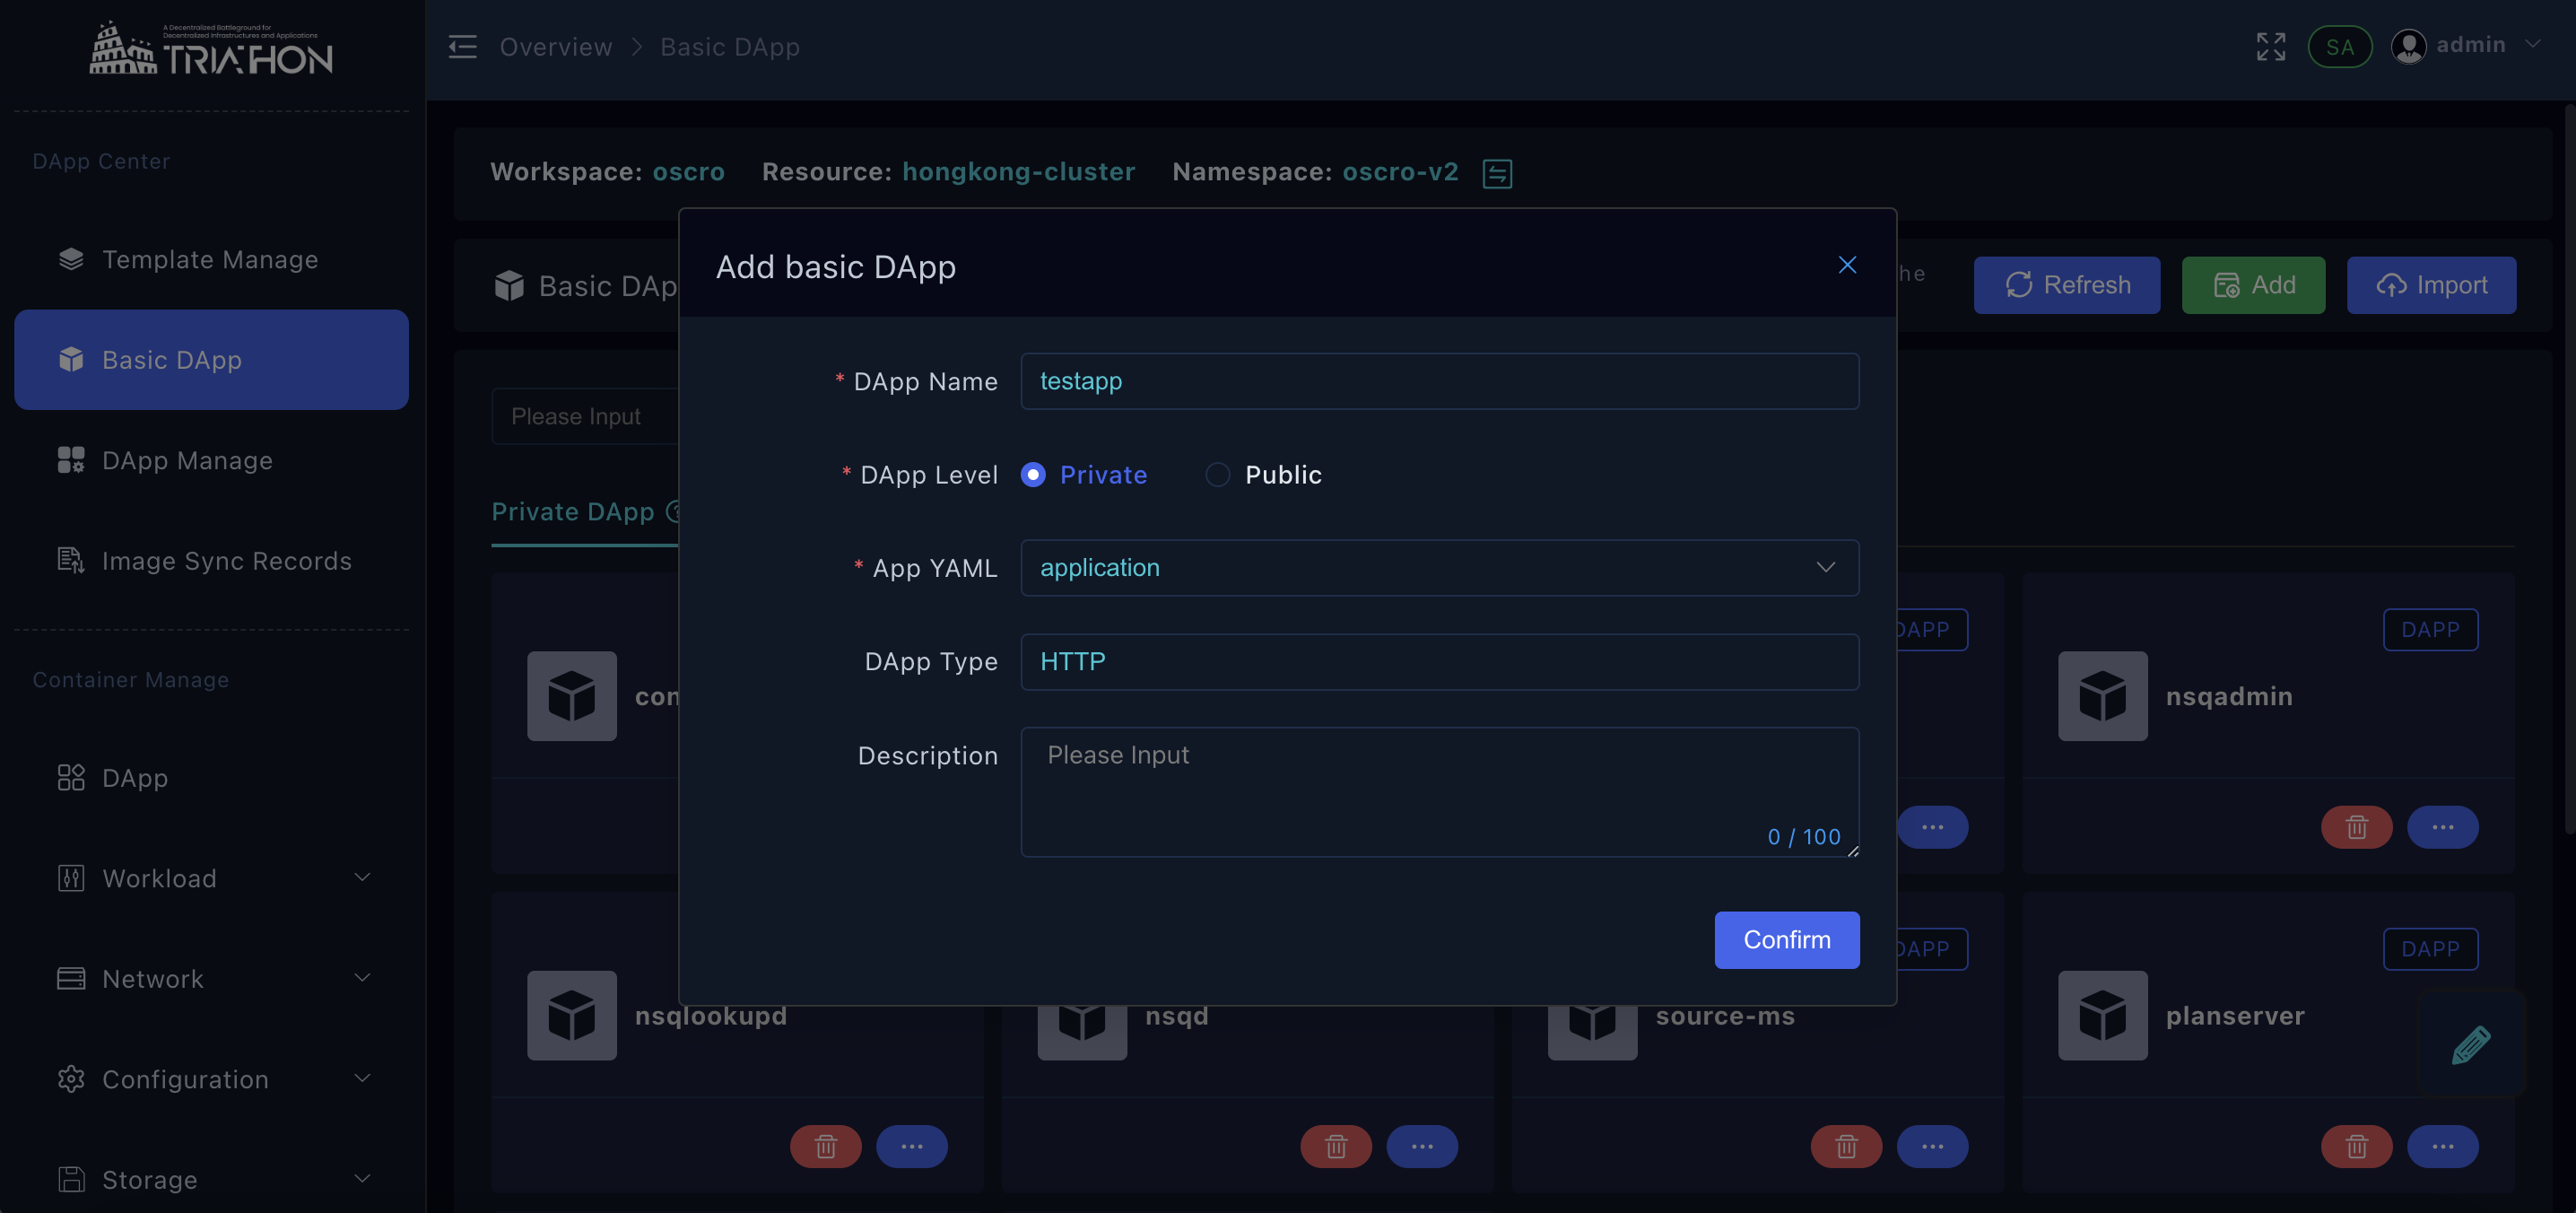 A Decentralized Battleground for
Decentralized Infrastructures and Applications
TRIATHON
Overview > Basic DApp
SA admin
DApp Center
Template Manage
Basic DApp
DApp Manage
Image Sync Records
Container Manage
DApp
Workload
Network
Configuration
Storage
Workspace: oscro Resource: hongkong-cluster Namespace: oscro-v2
Basic DAp
he
Refresh
Add
Import
Please Input
Private DApp
Add basic DApp
* DApp Name testapp
* DApp Level Private Public
* App YAML application
DApp Type HTTP
Description Please Input
0 / 100
Confirm
DAPP
DAPP
con
nsqadmin
DAPP
DAPP
nsqlookupd
nsqd
source-ms
planserver